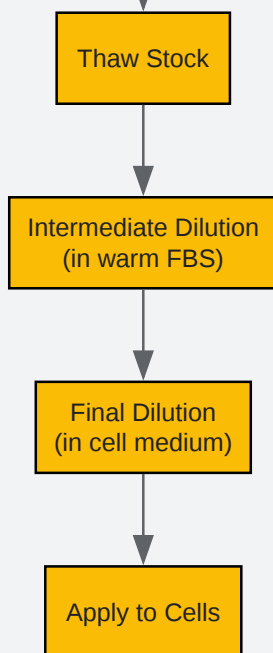 Thaw Stock
Intermediate Dilution
(in warm FBS)
Final Dilution
(in cell medium)
Apply to Cells